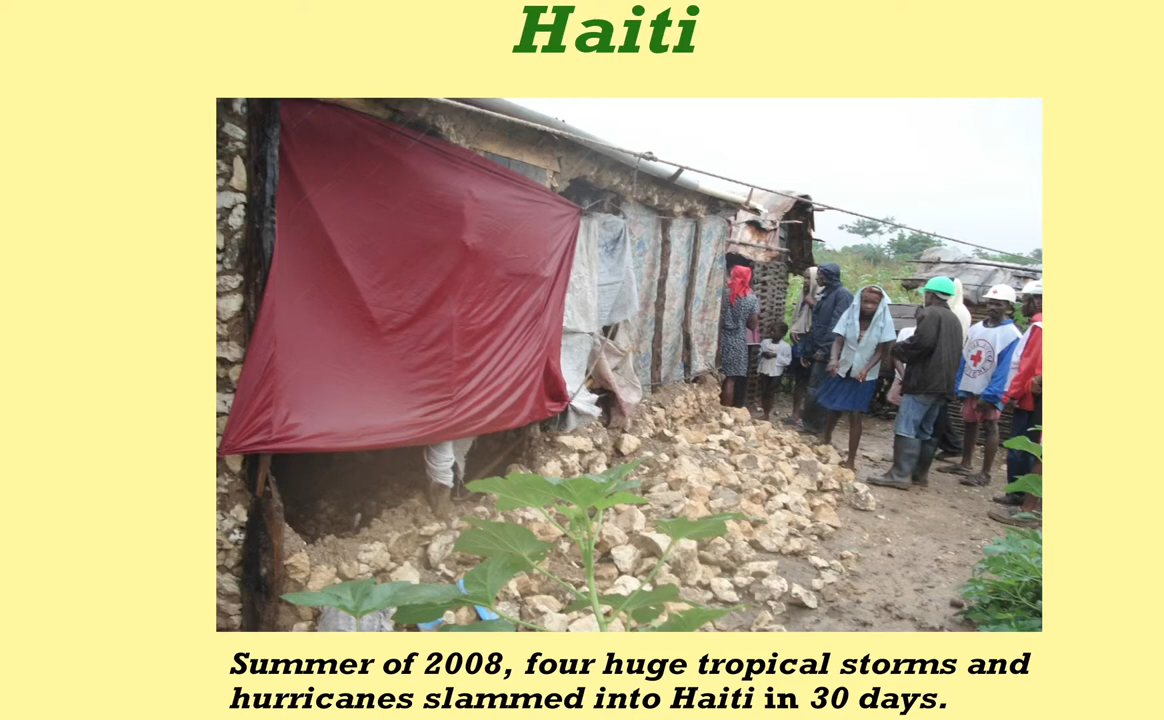 Haiti
Summer of 2008, four huge tropical storms and
hurricanes slammed into Haiti in 30 days.